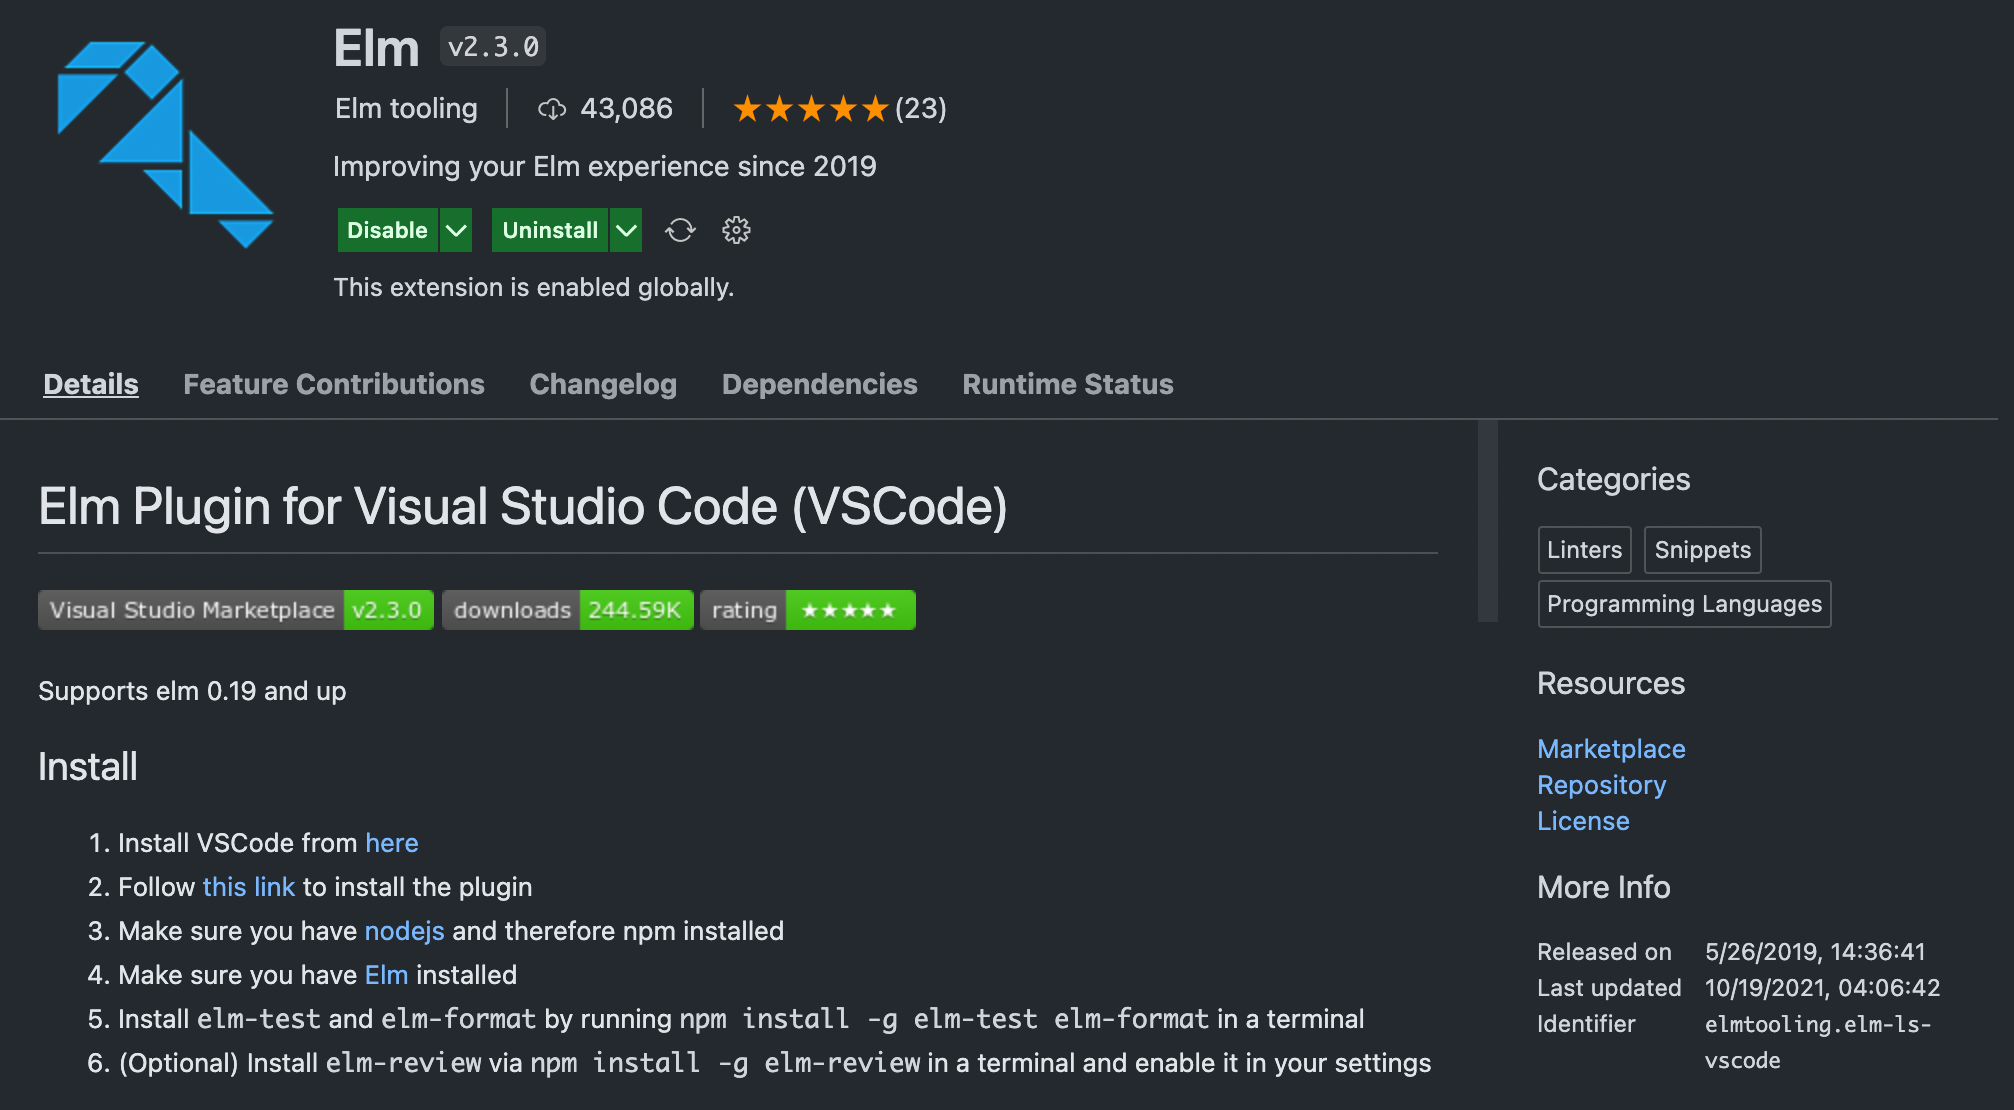 Elm v2.3.0
Elm tooling 43,086 ★★★★★(23)
Improving your Elm experience since 2019
Disable Uninstall
This extension is enabled globally.
Details Feature Contributions Changelog Dependencies Runtime Status
Elm Plugin for Visual Studio Code (VSCode)
Visual Studio Marketplace v2.3.0 downloads 244.59K rating ★★★★★
Supports elm 0.19 and up
Install
1. Install VSCode from here
2. Follow this link to install the plugin
3. Make sure you have nodejs and therefore npm installed
4. Make sure you have Elm installed
5. Install elm-test and elm-format by running npm install -g elm-test elm-format in a terminal
6. (Optional) Install elm-review via npm install -g elm-review in a terminal and enable it in your settings
Categories
Linters Snippets
Programming Languages
Resources
Marketplace
Repository
License
More Info
Released on 5/26/2019, 14:36:41
Last updated 10/19/2021, 04:06:42
Identifier elmtooling.elm-ls-
vscode